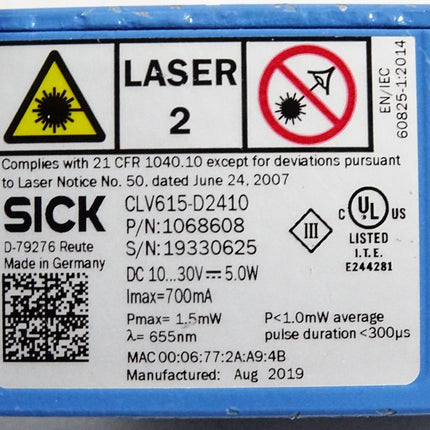 LASER
2
EN/IEC
60825-1:2014
Complies with 21 CFR 1040.10 except for deviations pursuant
to Laser Notice No. 50, dated June 24, 2007
SICK
CLV615-D2410
D-79276 Reute
Made in Germany
P/N: 1068608
S/N: 19330625
III
C UL US
LISTED
I.T.E.
E244281
DC 10...30V⎓5.0W
Imax=700mA
Pmax= 1.5mW
P<1.0mW average
λ= 655nm
pulse duration <300µs
MAC 00:06:77:2A:A9:4B
Manufactured: Aug 2019